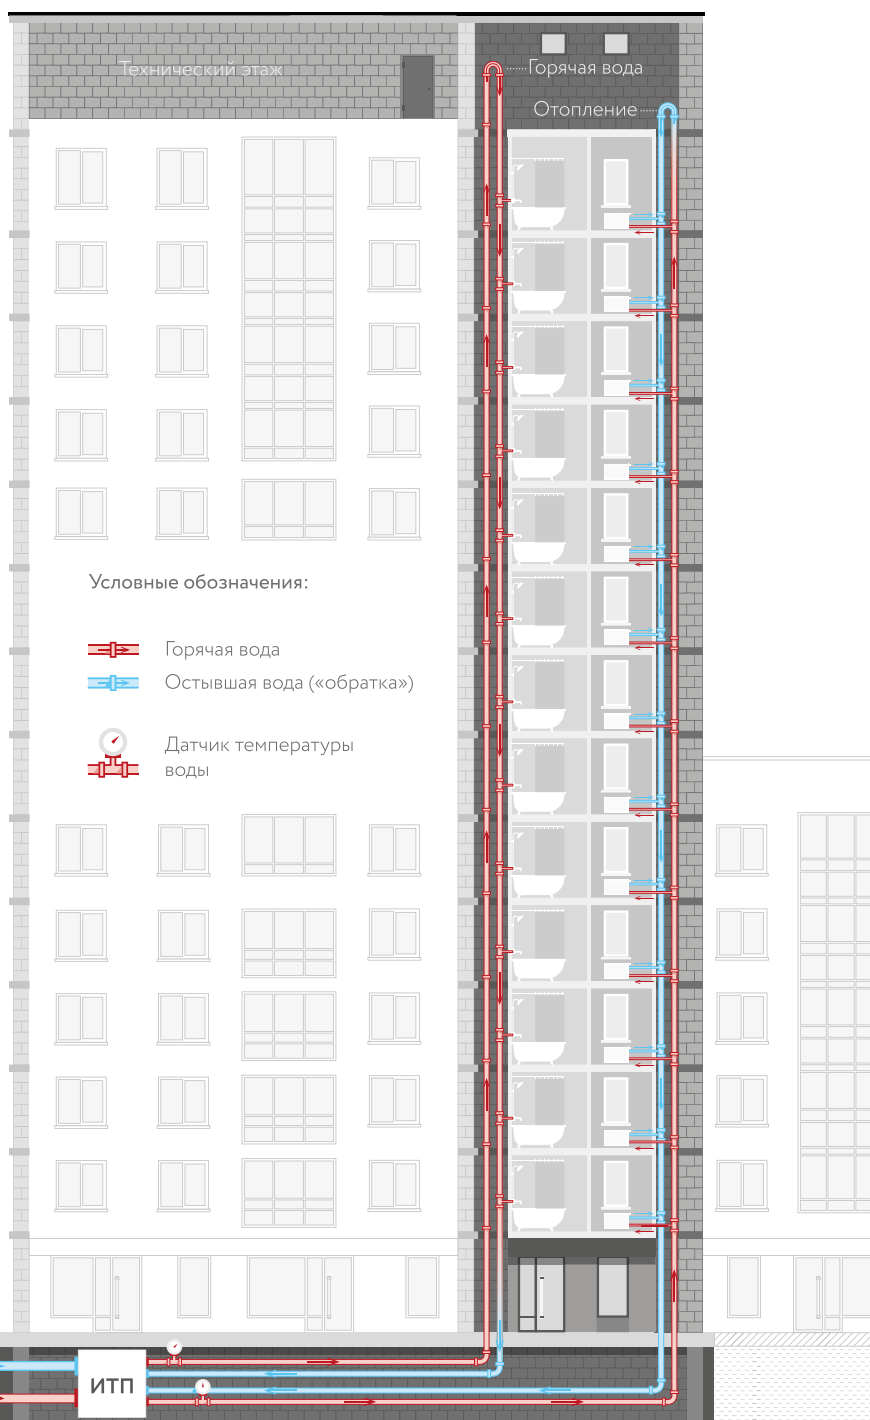 Технический этаж
Горячая вода
Отопление
Условные обозначения:
Горячая вода
Остывшая вода («обратка»)
Датчик температуры
воды
ИТП